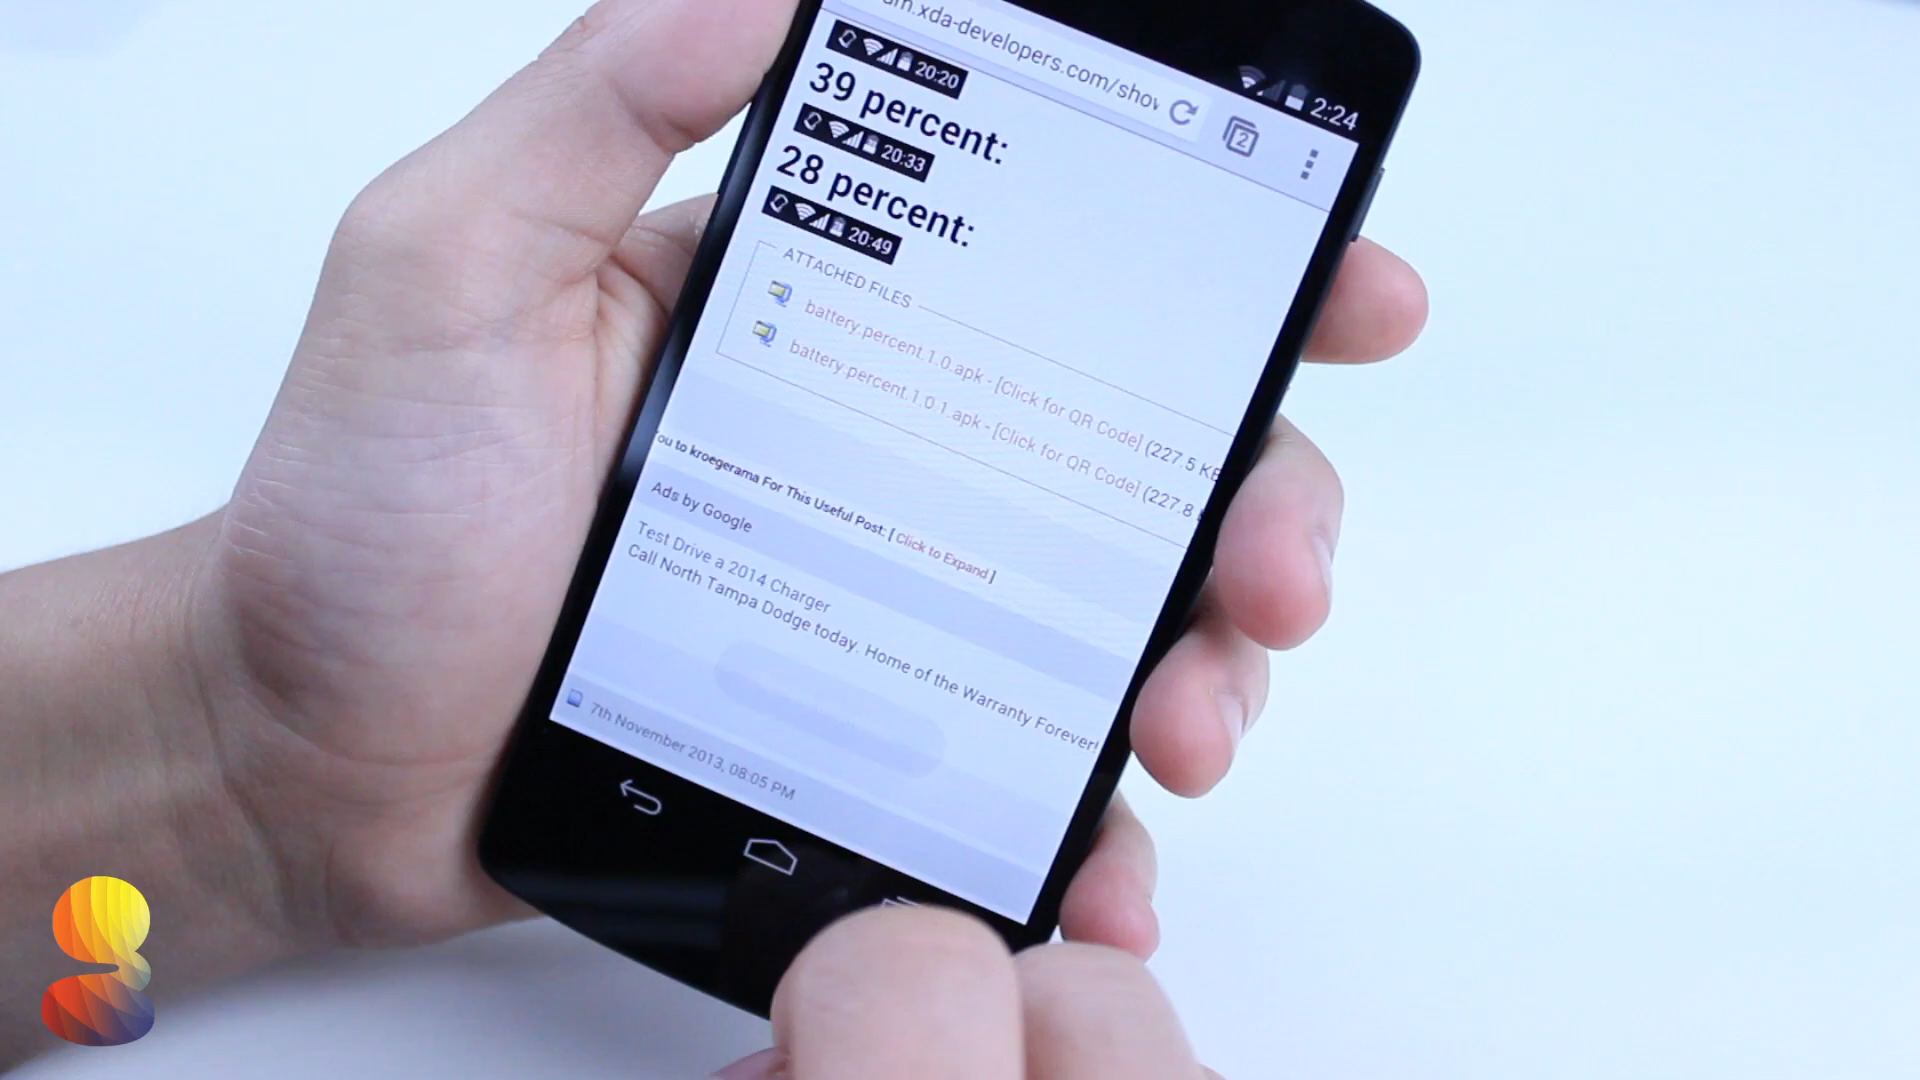 um.xda-developers.com/show
2
2:24
20:20
39 percent:
20:33
28 percent:
20:49
ATTACHED FILES
battery.percent.1.0.apk - [Click for QR Code] (227.5 KB
battery.percent.1.0.1.apk - [Click for QR Code] (227.8
ou to kroegerama For This Useful Post: [ Click to Expand ]
Ads by Google
Test Drive a 2014 Charger
Call North Tampa Dodge today. Home of the Warranty Forever!
7th November 2013, 08:05 PM